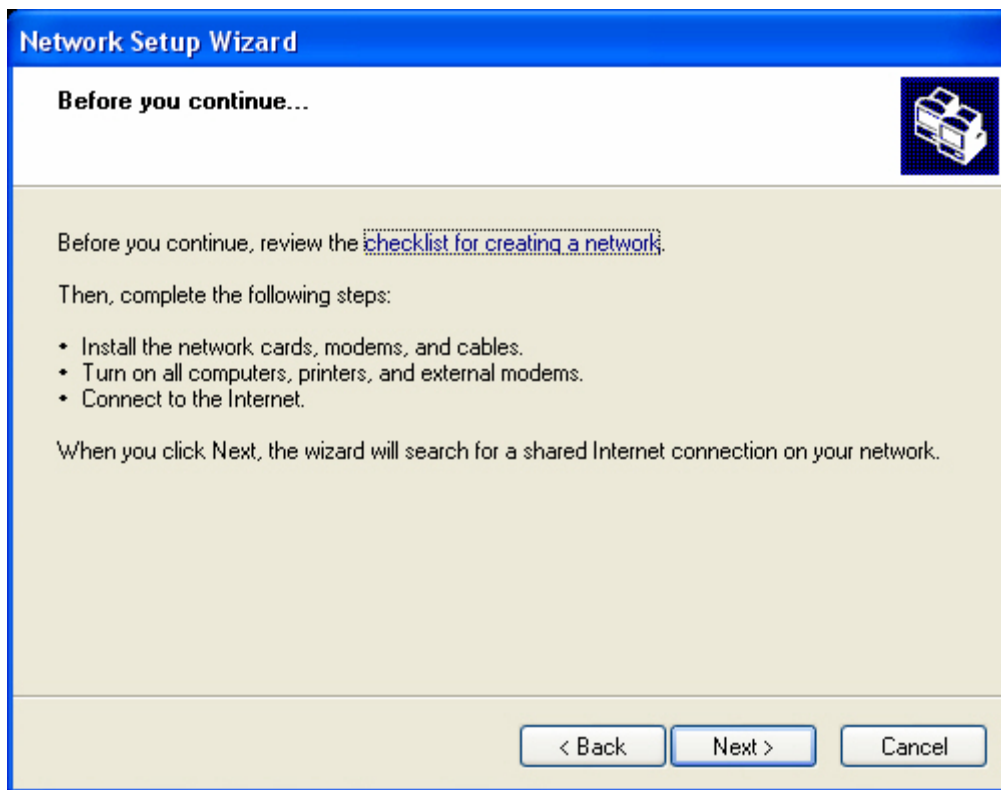 Network Setup Wizard
Before you continue...
Before you continue, review the checklist for creating a network.
Then, complete the following steps:
• Install the network cards, modems, and cables.
• Turn on all computers, printers, and external modems.
• Connect to the Internet.
When you click Next, the wizard will search for a shared Internet connection on your network.
< Back Next > Cancel